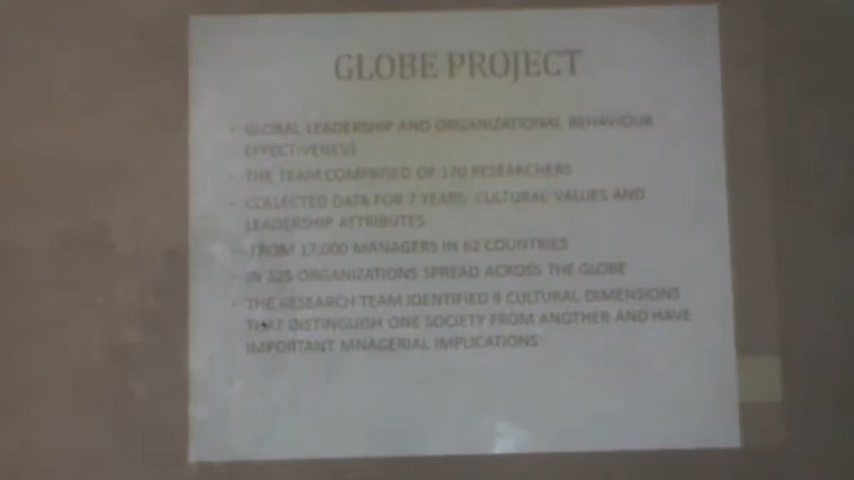 GLOBE PROJECT
• GLOBAL LEADERSHIP AND ORGANIZATIONAL BEHAVIOUR
EFFECTIVENESS
• THE TEAM COMPRISED OF 170 RESEARCHERS
• COLLECTED DATA FOR 7 YEARS CULTURAL VALUES AND
LEADERSHIP ATTRIBUTES
FROM 17,000 MANAGERS IN 62 COUNTRIES
• IN 825 ORGANIZATIONS SPREAD ACROSS THE GLOBE
• THE RESEARCH TEAM IDENTIFIED 9 CULTURAL DIMENSIONS
THAT DISTINGUISH ONE SOCIETY FROM ANOTHER AND HAVE
IMPORTANT MNAGERIAL IMPLICATIONS